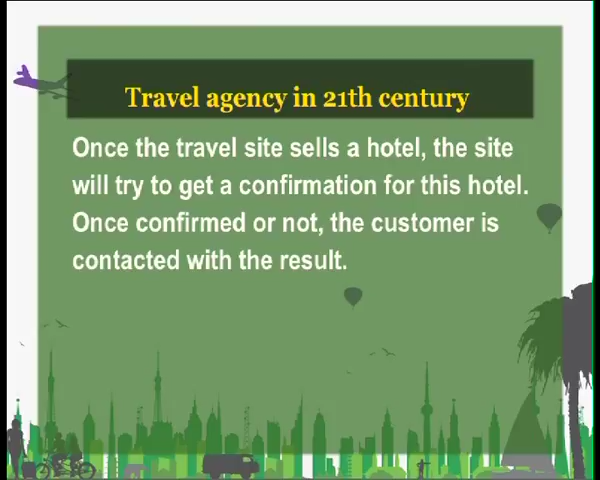 Travel agency in 21th century
Once the travel site sells a hotel, the site
will try to get a confirmation for this hotel.
Once confirmed or not, the customer is
contacted with the result.